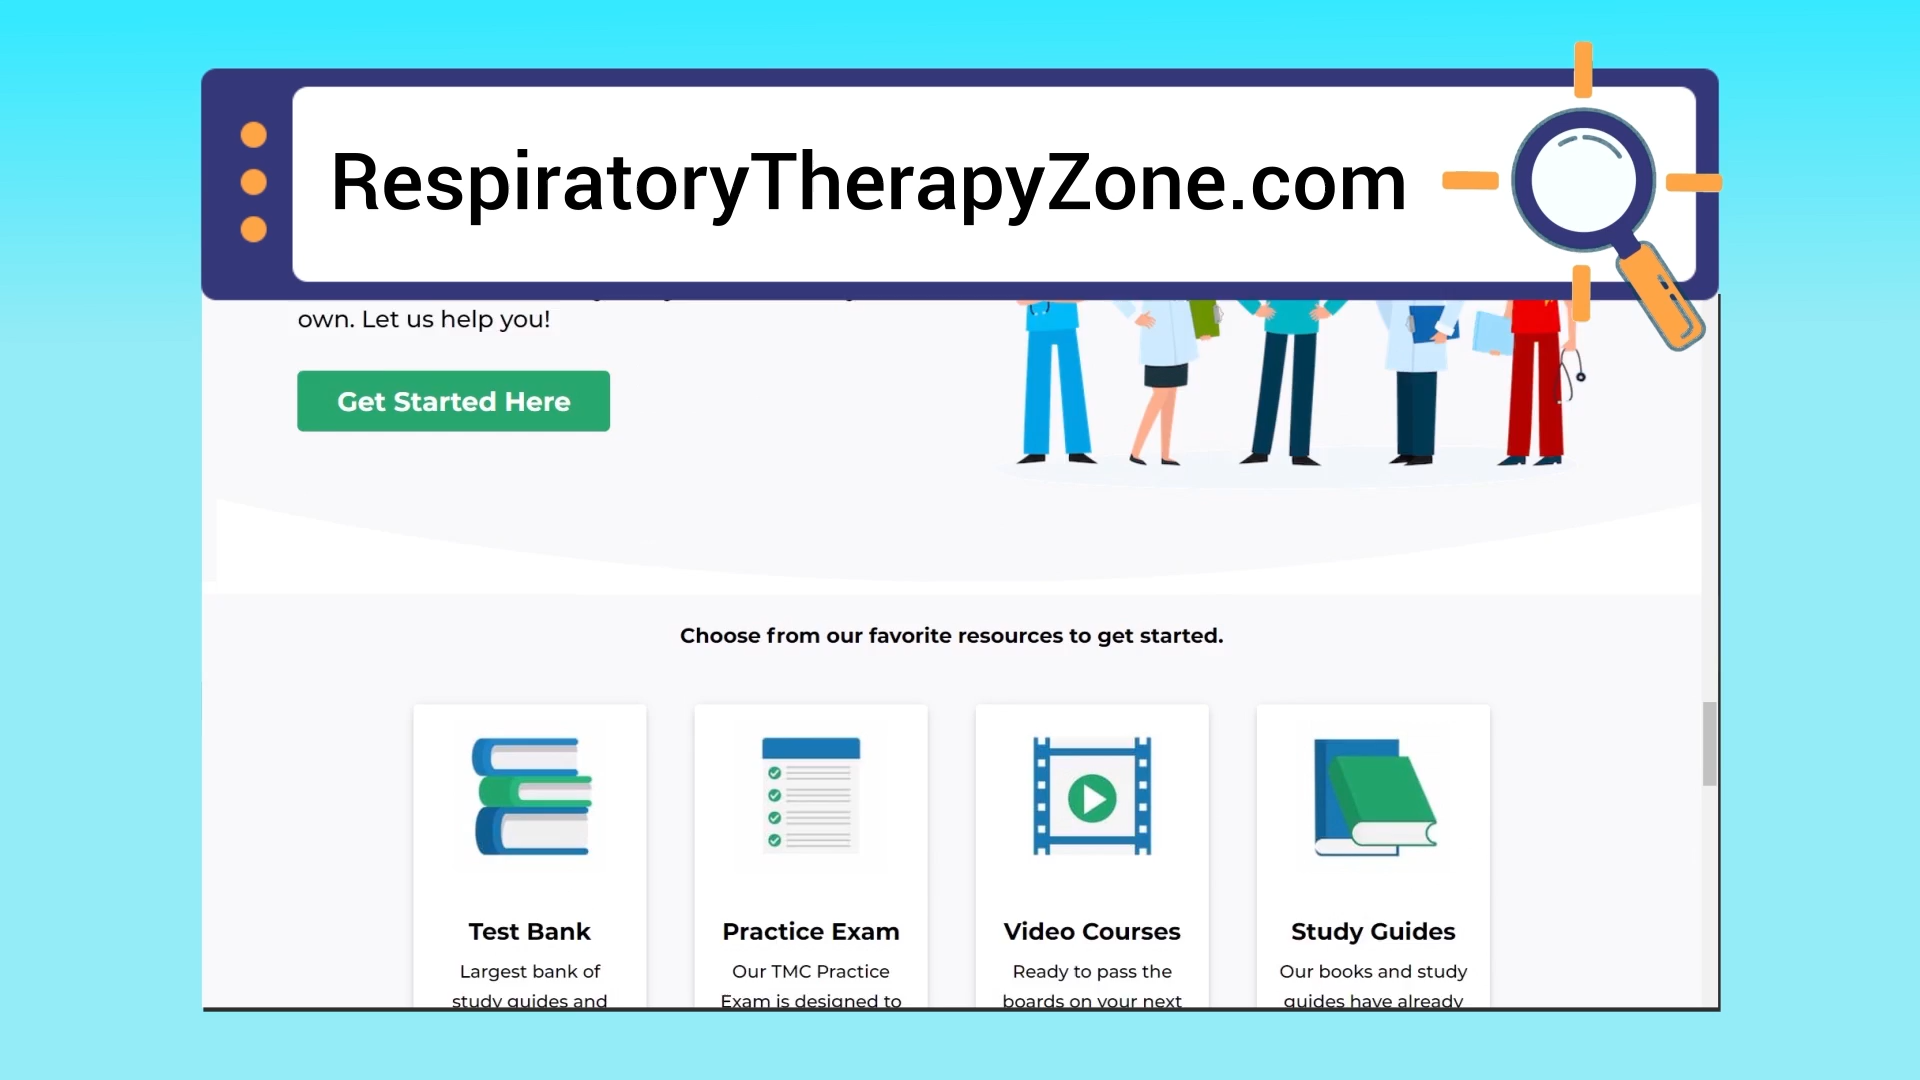 RespiratoryTherapyZone.com
own. Let us help you!
Get Started Here
Choose from our favorite resources to get started.
Test Bank
Largest bank of
study guides and
Practice Exam
Our TMC Practice
Exam is designed to
Video Courses
Ready to pass the
boards on your next
Study Guides
Our books and study
guides have already